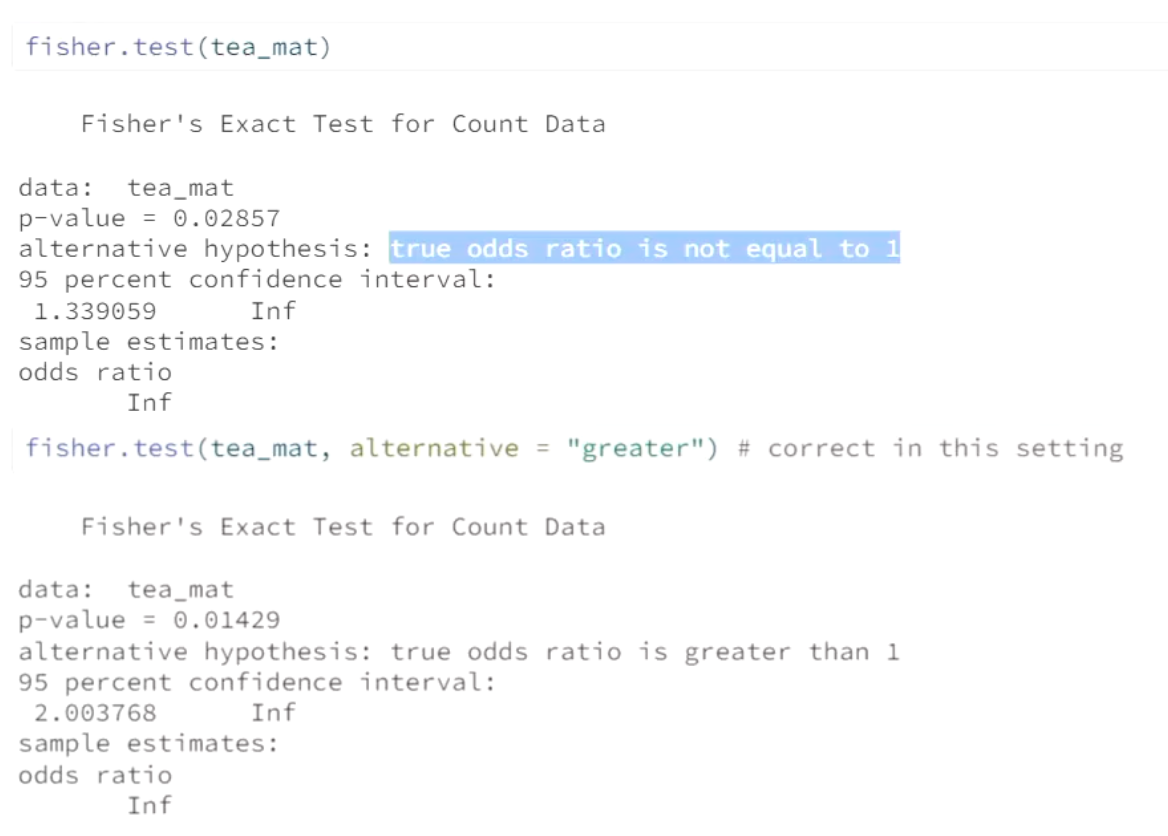 fisher.test(tea_mat)
Fisher's Exact Test for Count Data
data:  tea_mat
p-value = 0.02857
alternative hypothesis: true odds ratio is not equal to 1
95 percent confidence interval:
1.339059      Inf
sample estimates:
odds ratio
Inf
fisher.test(tea_mat, alternative = "greater") # correct in this setting
Fisher's Exact Test for Count Data
data:  tea_mat
p-value = 0.01429
alternative hypothesis: true odds ratio is greater than 1
95 percent confidence interval:
2.003768      Inf
sample estimates:
odds ratio
Inf